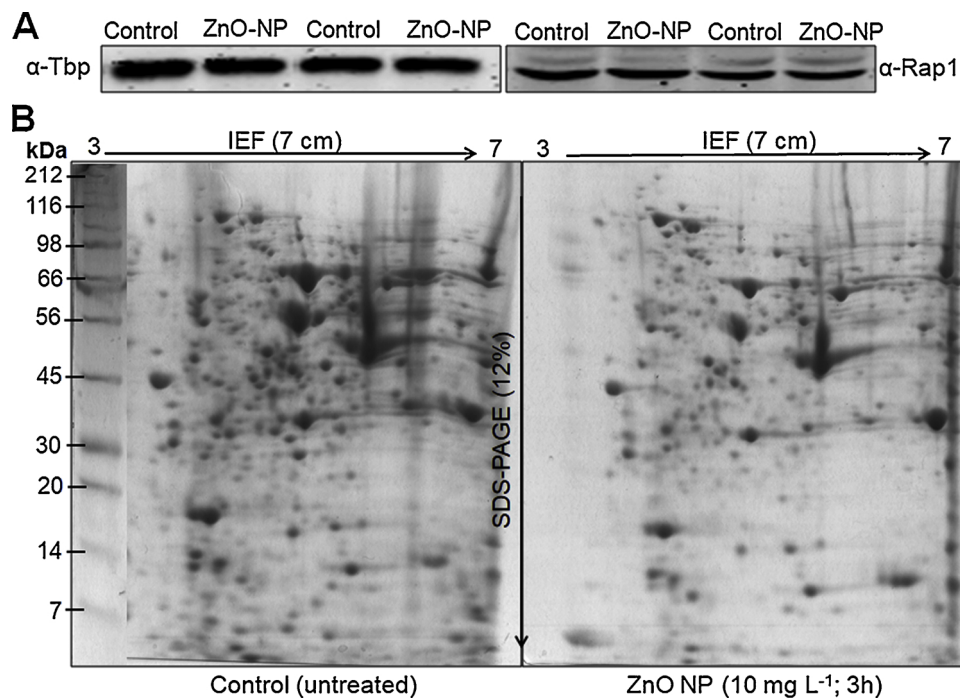 A
Control ZnO-NP Control ZnO-NP
Control ZnO-NP Control ZnO-NP
α-Tbp
α-Rap1
B
kDa
3 IEF (7 cm) 7
3 IEF (7 cm) 7
212
116
98
66
56
45
30
20
14
7
SDS-PAGE (12%)
Control (untreated)
ZnO NP (10 mg L⁻¹; 3h)